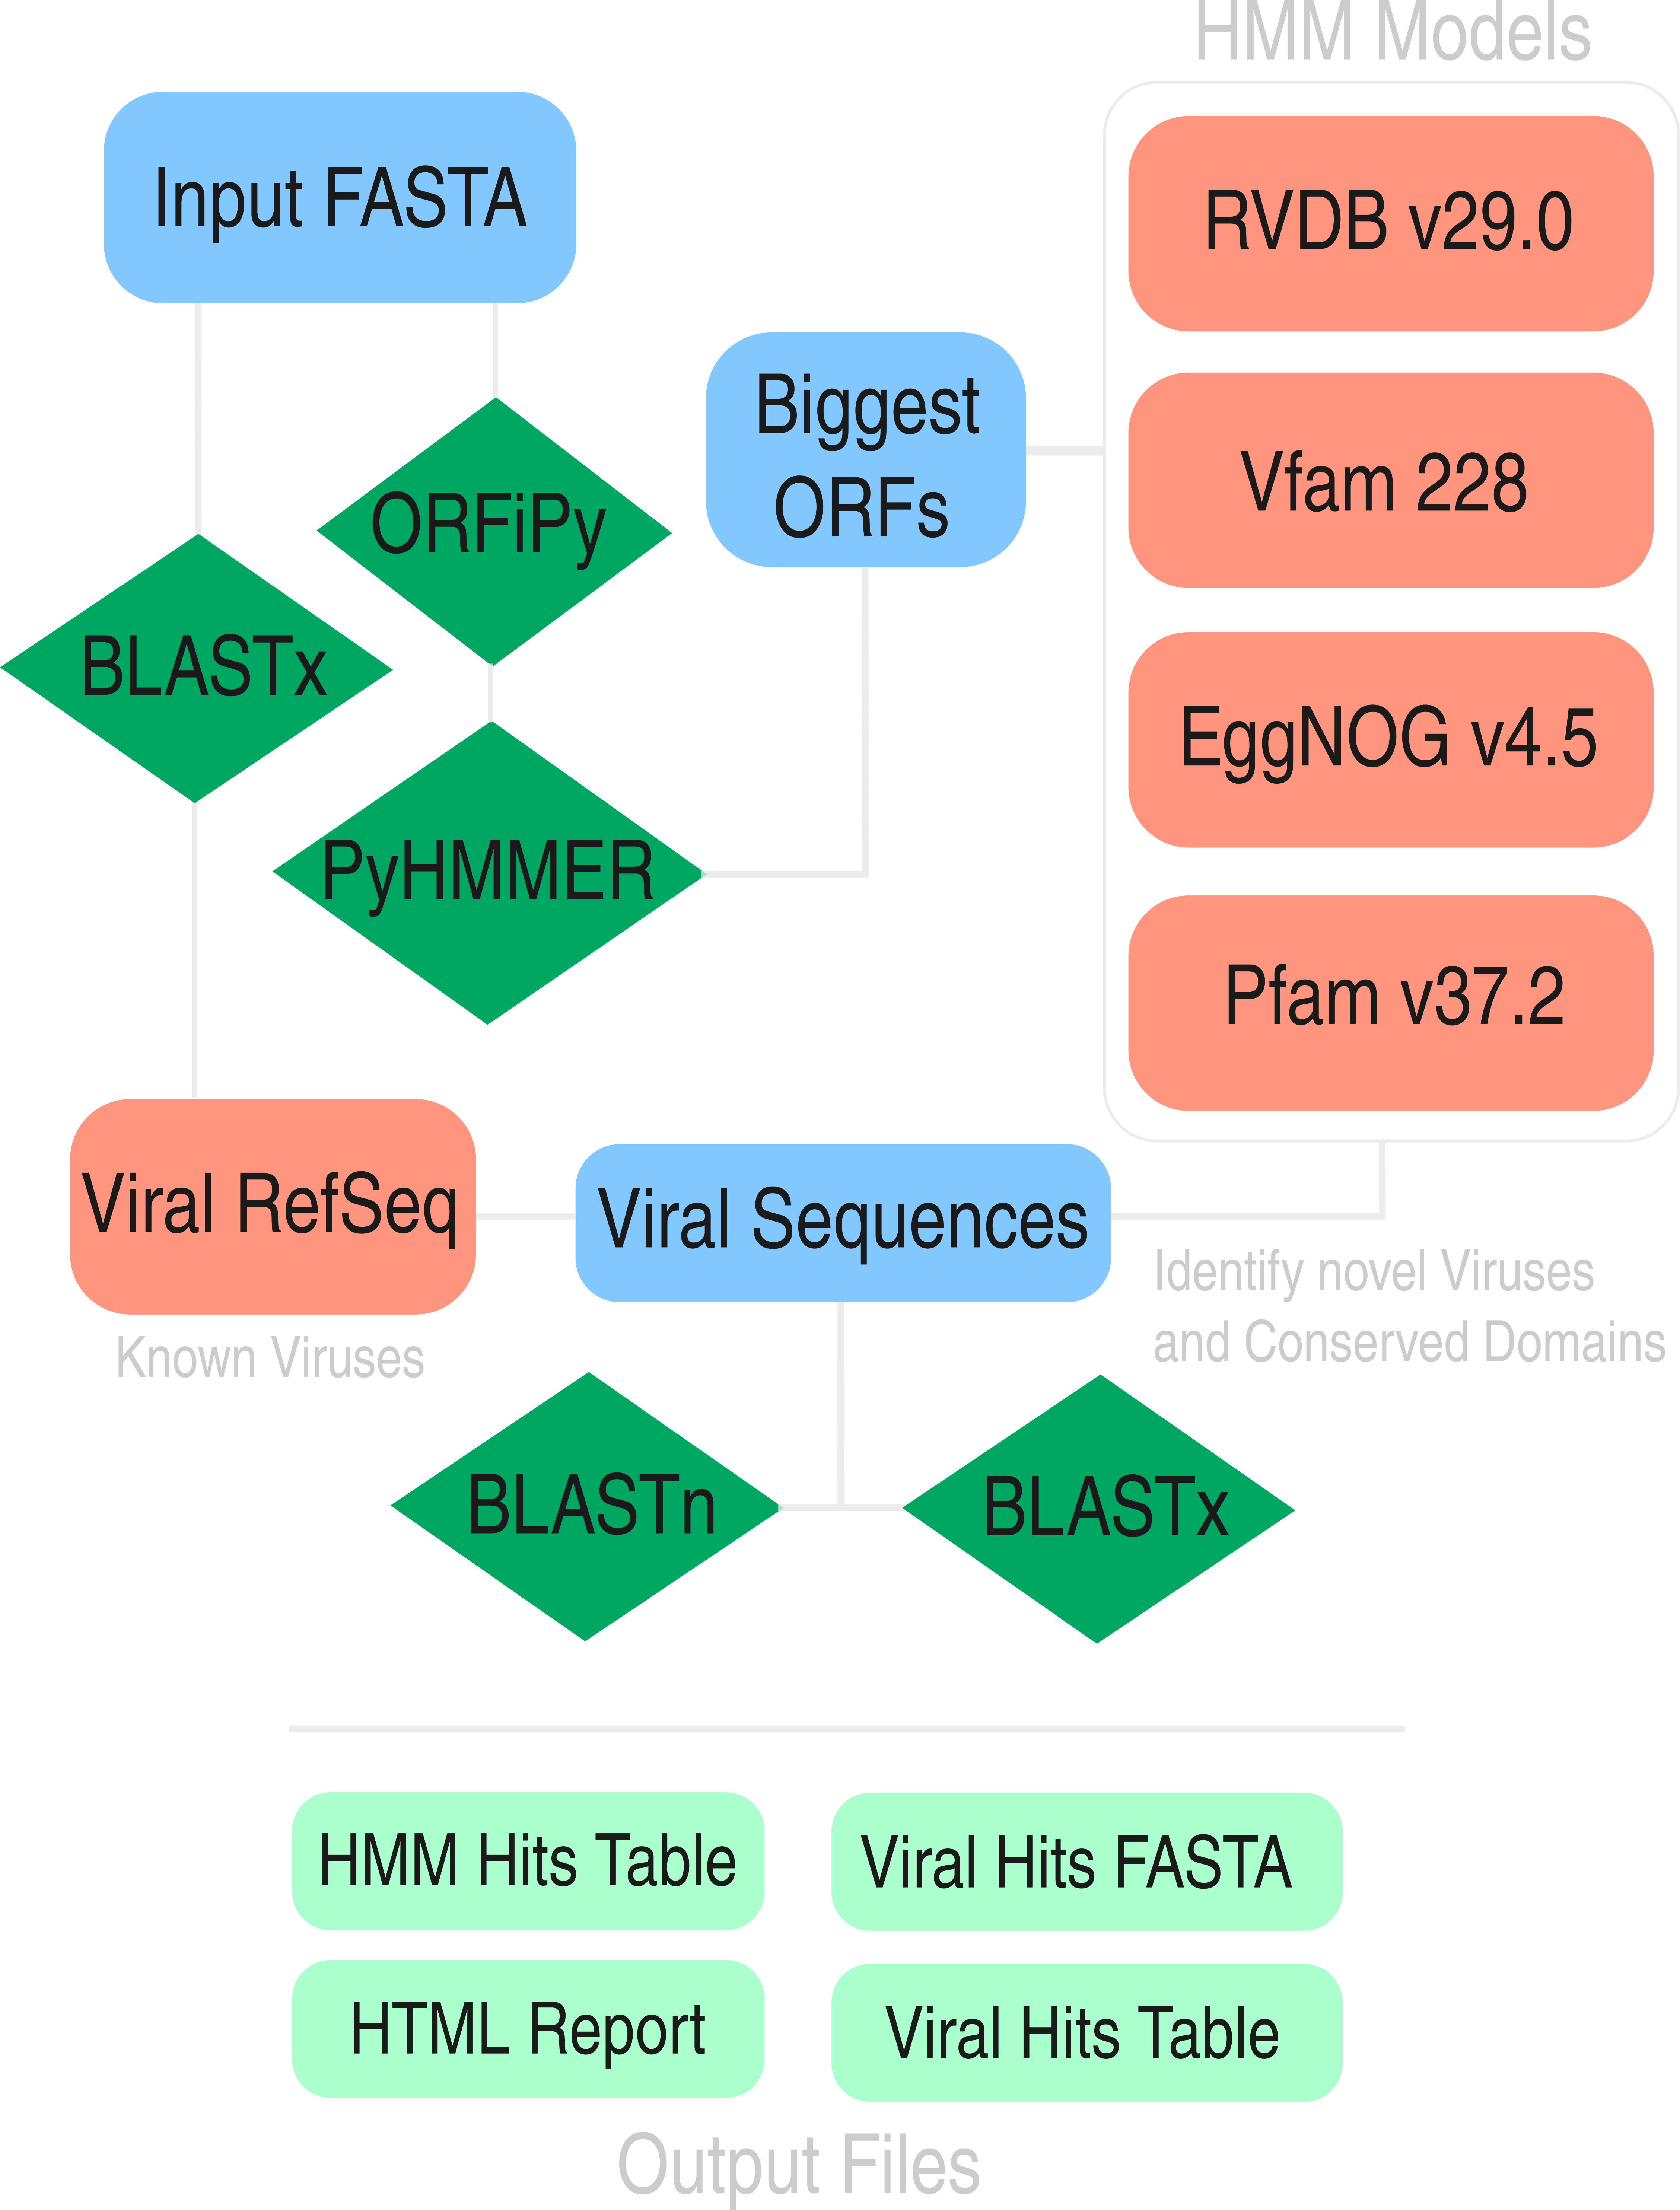 HMM Models
Input FASTA
RVDB v29.0
Biggest
ORFs
Vfam 228
ORFiPy
BLASTx
EggNOG v4.5
PyHMMER
Pfam v37.2
Viral RefSeq
Viral Sequences
Known Viruses
Identify novel Viruses
and Conserved Domains
BLASTn
BLASTx
HMM Hits Table
Viral Hits FASTA
HTML Report
Viral Hits Table
Output Files